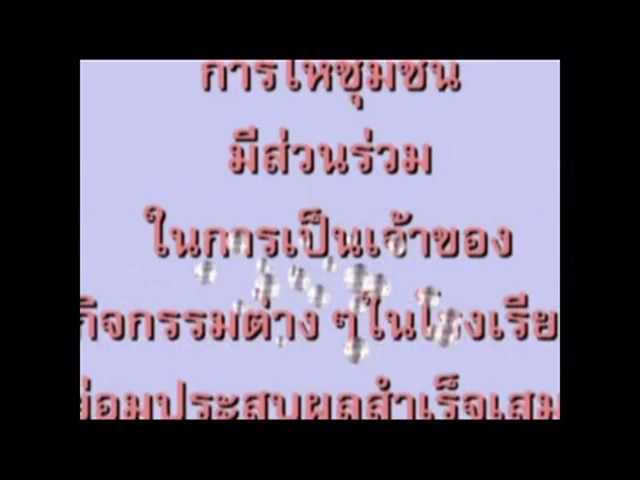 การให้ชุมชน
มีส่วนร่วม
ในการเป็นเจ้าของ
กิจกรรมต่าง ๆในโรงเรีย
ย่อมประสบผลสำเร็จเสม